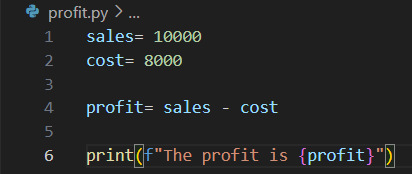 profit.py > ...
1 sales= 10000
2 cost= 8000
3
4 profit= sales - cost
5
6 print(f"The profit is {profit}")